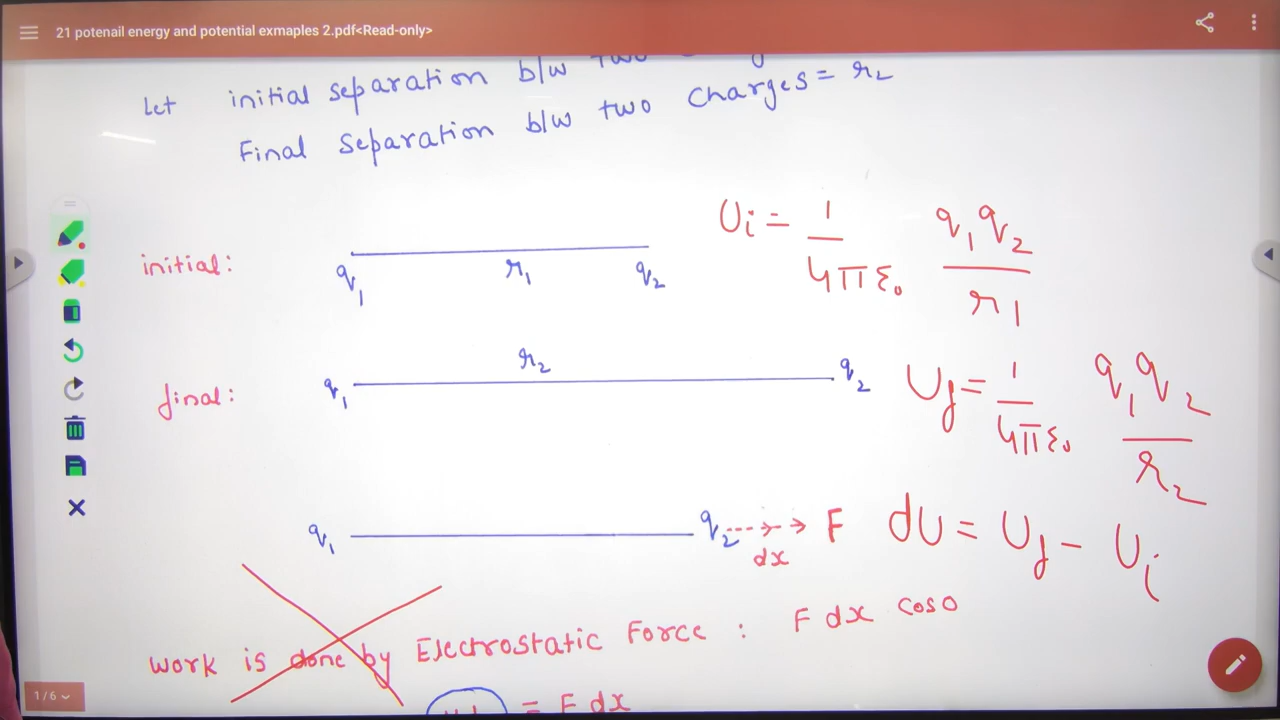 21 potenail energy and potential exmaples 2.pdf<Read-only>
Let initial separation b/w two
Final separation b/w two charges = r2
initial: q1 r1 q2 Ui = 1/4πε0 q1q2/r1
final: q1 r2 q2 Uf = 1/4πε0 q1q2/r2
q1 q2 dx F dU = Uf - Ui
work is done by Electrostatic Force : F dx cos0
= F dx
1/6